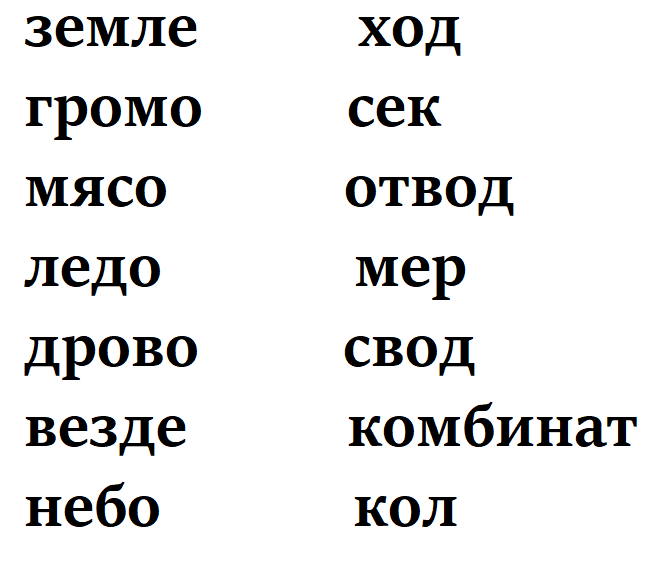 земле ход
громо сек
мясо отвод
ледо мер
дрово свод
везде комбинат
небо кол